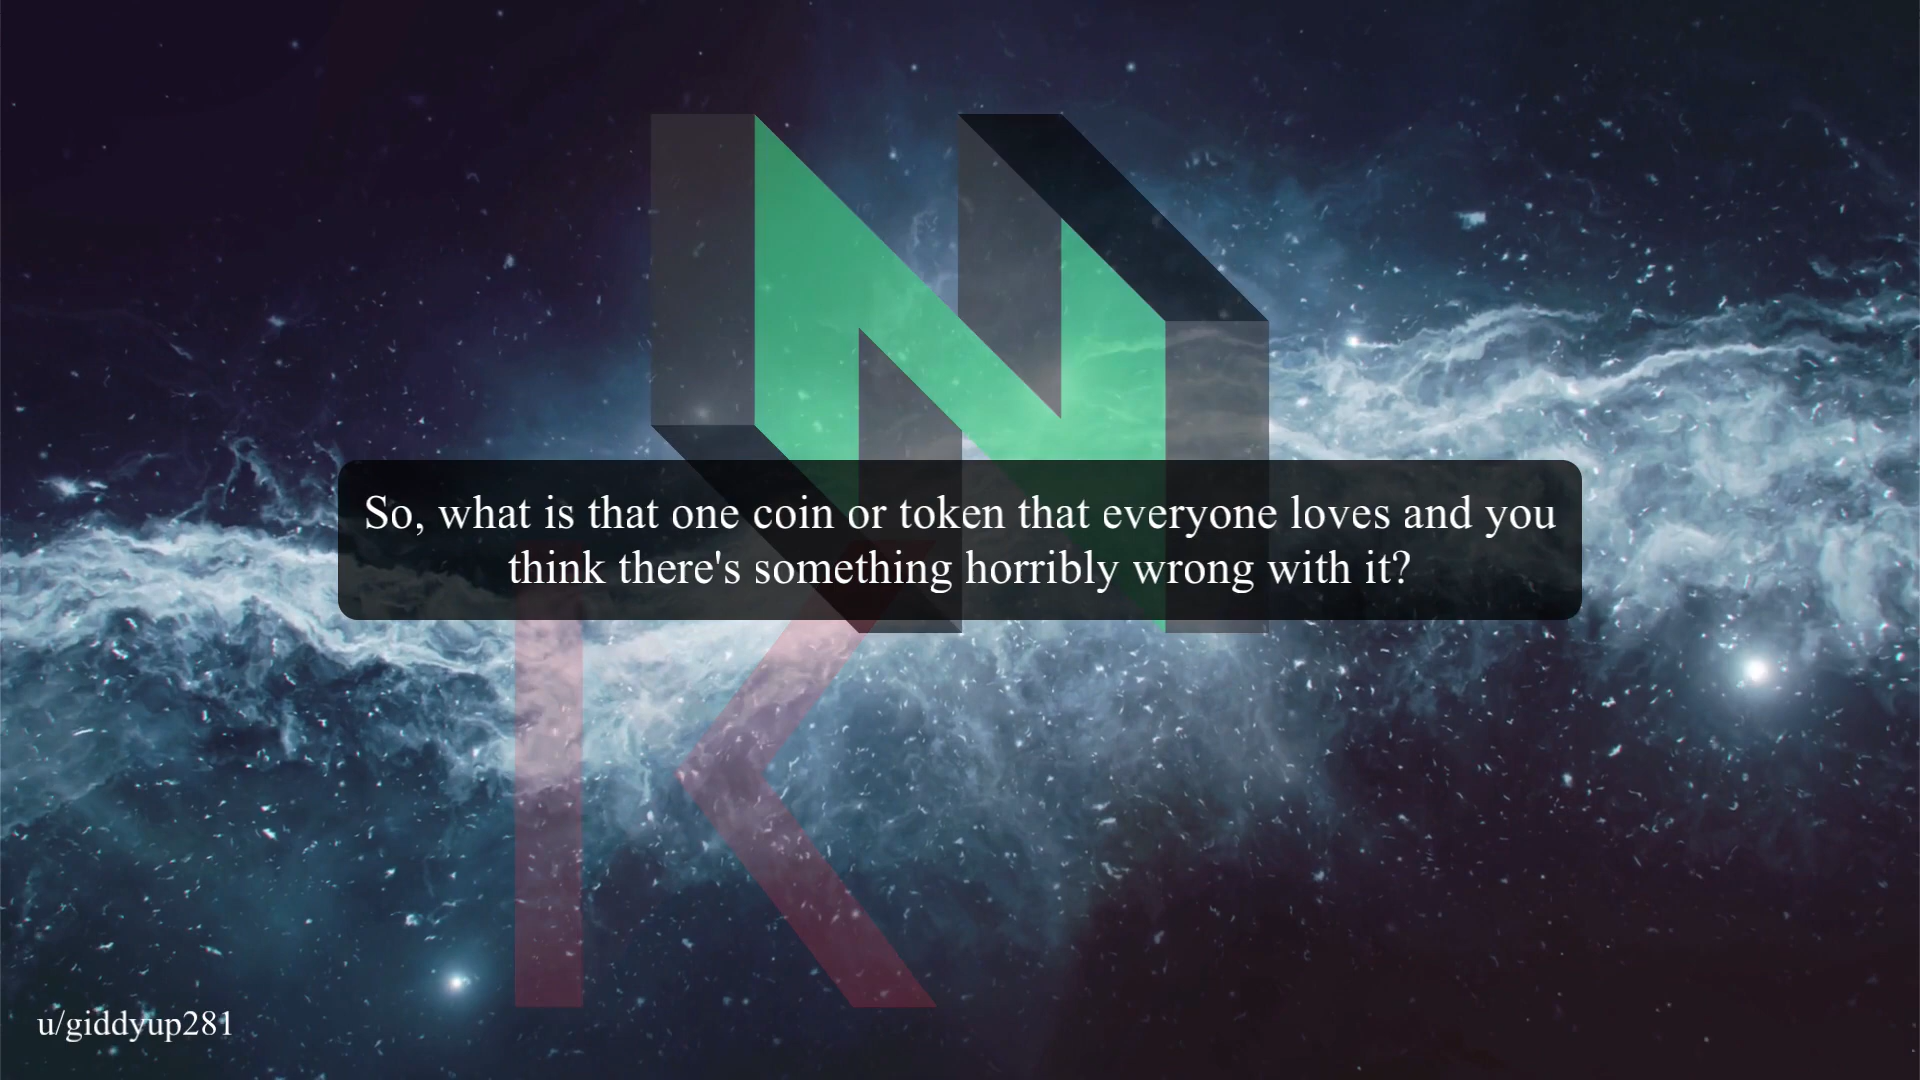 So, what is that one coin or token that everyone loves and you
think there's something horribly wrong with it?
u/giddyup281